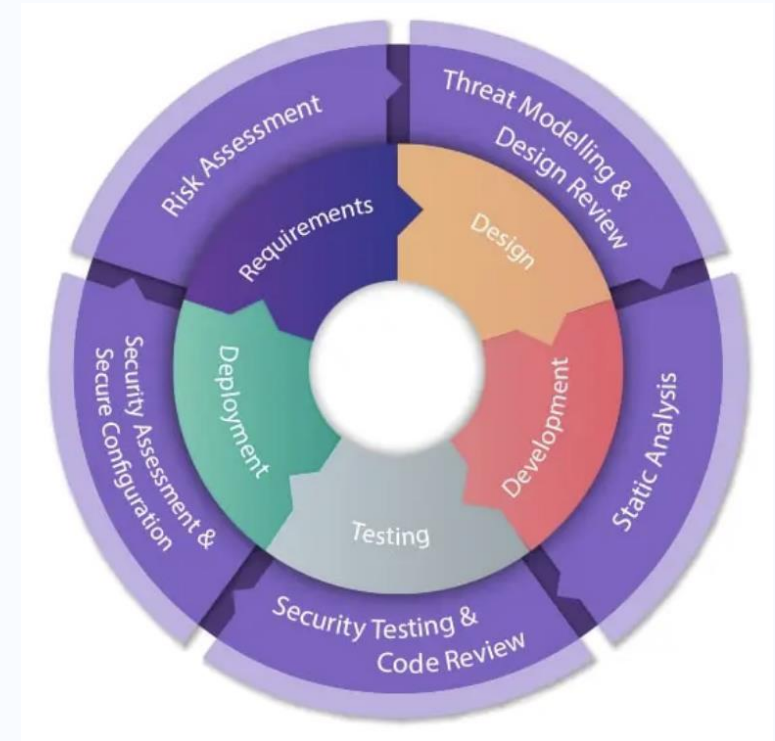 Risk Assessment
Threat Modelling &
Design Review
Static Analysis
Security Testing &
Code Review
Security Assessment &
Secure Configuration
Requirements
Design
Development
Testing
Deployment